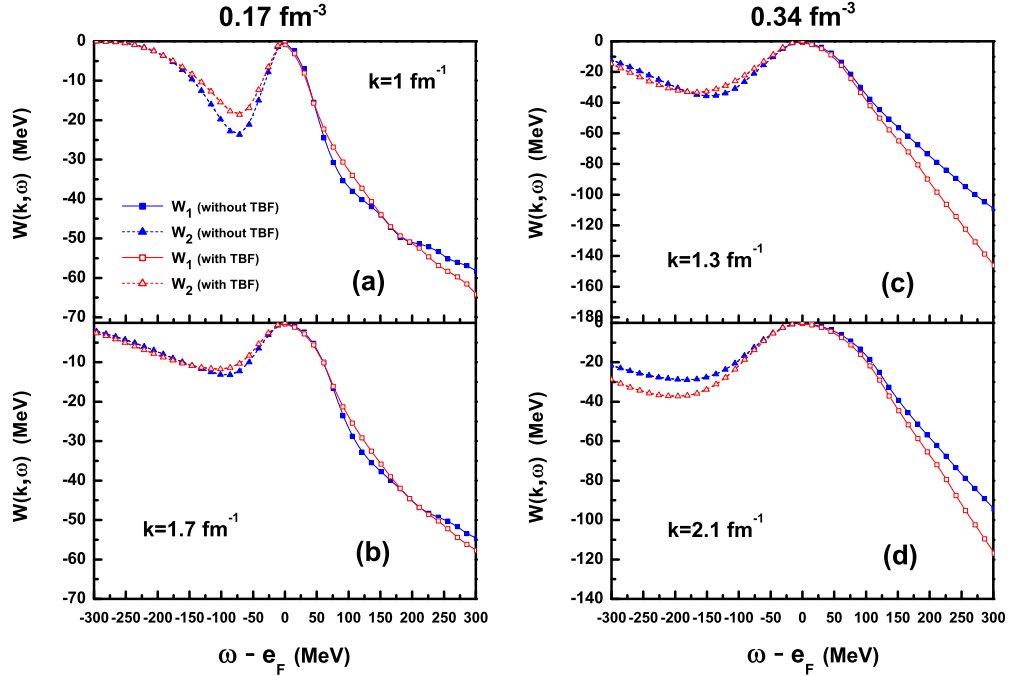 0.17 fm-3
0.34 fm-3
W(k,ω) (MeV)
0
-10
-20
-30
-40
-50
-60
-70
k=1 fm-1
W1 (without TBF)
W2 (without TBF)
W1 (with TBF)
W2 (with TBF)
(a)
W(k,ω) (MeV)
0
-20
-40
-60
-80
-100
-120
-140
-160
-180
k=1.3 fm-1
(c)
W(k,ω) (MeV)
-10
-20
-30
-40
-50
-60
-70
k=1.7 fm-1
(b)
-300 -250 -200 -150 -100 -50 0 50 100 150 200 250 300
ω - eF (MeV)
W(k,ω) (MeV)
0
-20
-40
-60
-80
-100
-120
-140
k=2.1 fm-1
(d)
-300 -250 -200 -150 -100 -50 0 50 100 150 200 250 300
ω - eF (MeV)